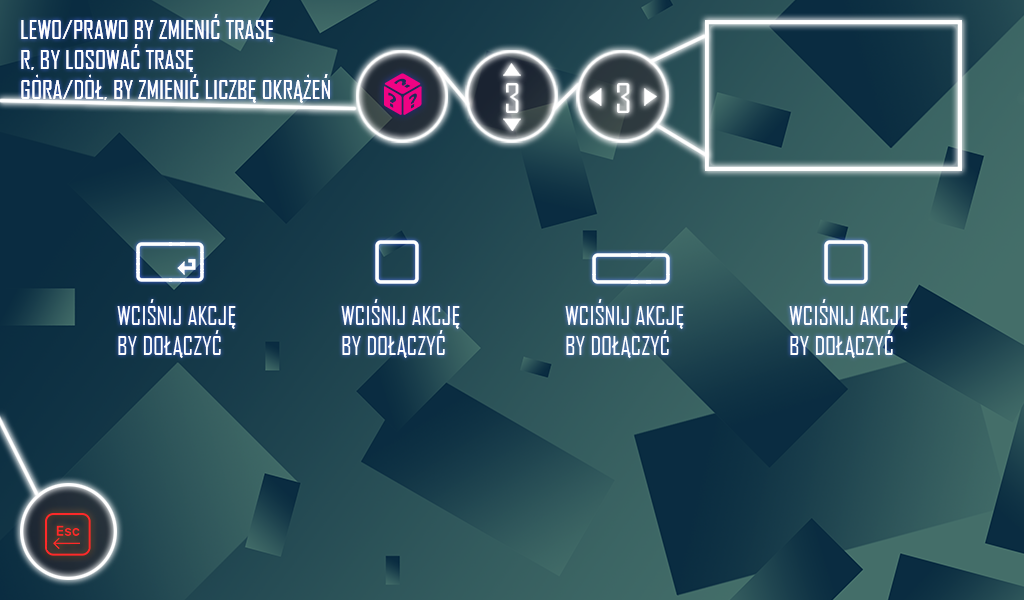 LEWO/PRAWO BY ZMIENIĆ TRASĘ
R, BY LOSOWAĆ TRASĘ
GÓRA/DÓŁ, BY ZMIENIĆ LICZBĘ OKRĄŻEŃ
? ? ?
3
3
WCIŚNIJ AKCJĘ
BY DOŁĄCZYĆ
WCIŚNIJ AKCJĘ
BY DOŁĄCZYĆ
WCIŚNIJ AKCJĘ
BY DOŁĄCZYĆ
WCIŚNIJ AKCJĘ
BY DOŁĄCZYĆ
Esc